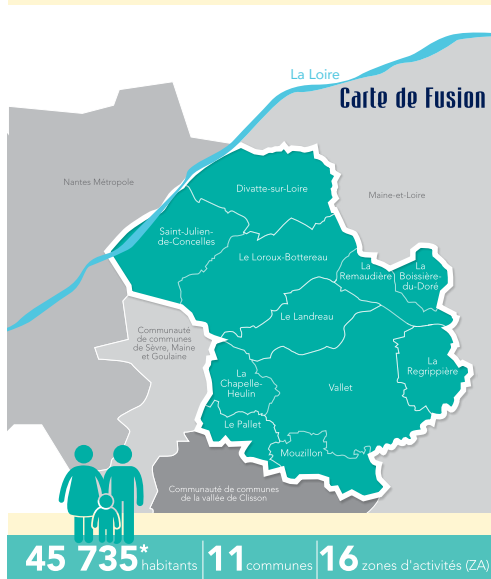 La Loire
Carte de Fusion
Nantes Métropole
Divatte-sur-Loire
Maine-et-Loire
Saint-Julien-
de-Concelles
Le Loroux-Bottereau
La
Remaudière
La
Boissière-
du-Doré
Le Landreau
Communauté
de communes
de Sèvre, Maine
et Goulaine
La
Regrippière
La
Chapelle-
Heulin
Vallet
Le Pallet
Mouzillon
Communauté de communes
de la vallée de Clisson
45 735* habitants
11 communes
16 zones d'activités (ZA)